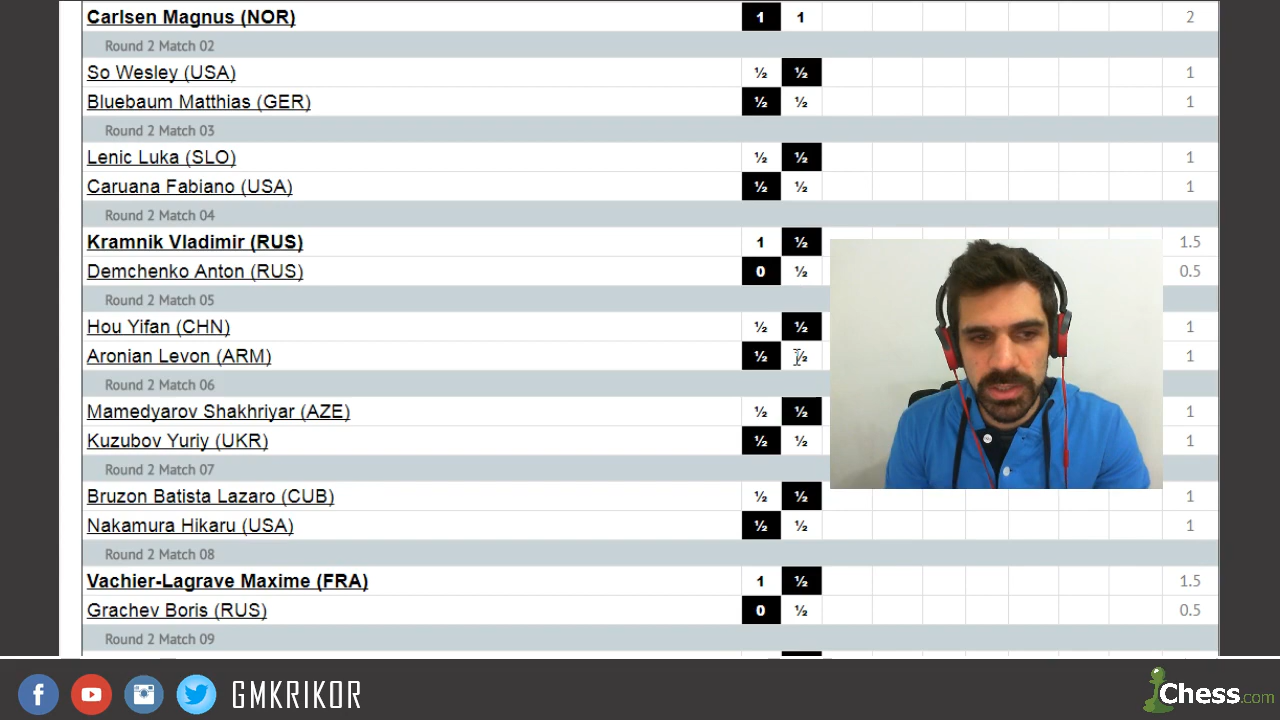 Carlsen Magnus (NOR) 1 1 2
Round 2 Match 02
So Wesley (USA) ½ ½ 1
Bluebaum Matthias (GER) ½ ½ 1
Round 2 Match 03
Lenic Luka (SLO) ½ ½ 1
Caruana Fabiano (USA) ½ ½ 1
Round 2 Match 04
Kramnik Vladimir (RUS) 1 ½ 1.5
Demchenko Anton (RUS) 0 ½ 0.5
Round 2 Match 05
Hou Yifan (CHN) ½ ½ 1
Aronian Levon (ARM) ½ ½ 1
Round 2 Match 06
Mamedyarov Shakhriyar (AZE) ½ ½ 1
Kuzubov Yuriy (UKR) ½ ½ 1
Round 2 Match 07
Bruzon Batista Lazaro (CUB) ½ ½ 1
Nakamura Hikaru (USA) ½ ½ 1
Round 2 Match 08
Vachier-Lagrave Maxime (FRA) 1 ½ 1.5
Grachev Boris (RUS) 0 ½ 0.5
Round 2 Match 09
GMKRIKOR
Chess.com